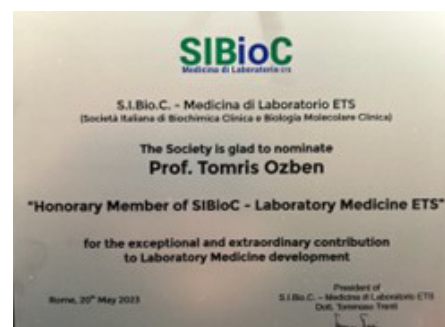 SIBioC
Medicina di Laboratorio ETS
S.I.Bio.C. - Medicina di Laboratorio ETS
(Società Italiana di Biochimica Clinica e Biologia Molecolare Clinica)
The Society is glad to nominate
Prof. Tomris Ozben
"Honorary Member of SIBioC - Laboratory Medicine ETS"
for the exceptional and extraordinary contribution
to Laboratory Medicine development
Rome, 20th May 2023
President of
S.I.Bio.C. - Medicina di Laboratorio ETS
Dott. Tommaso Trenti